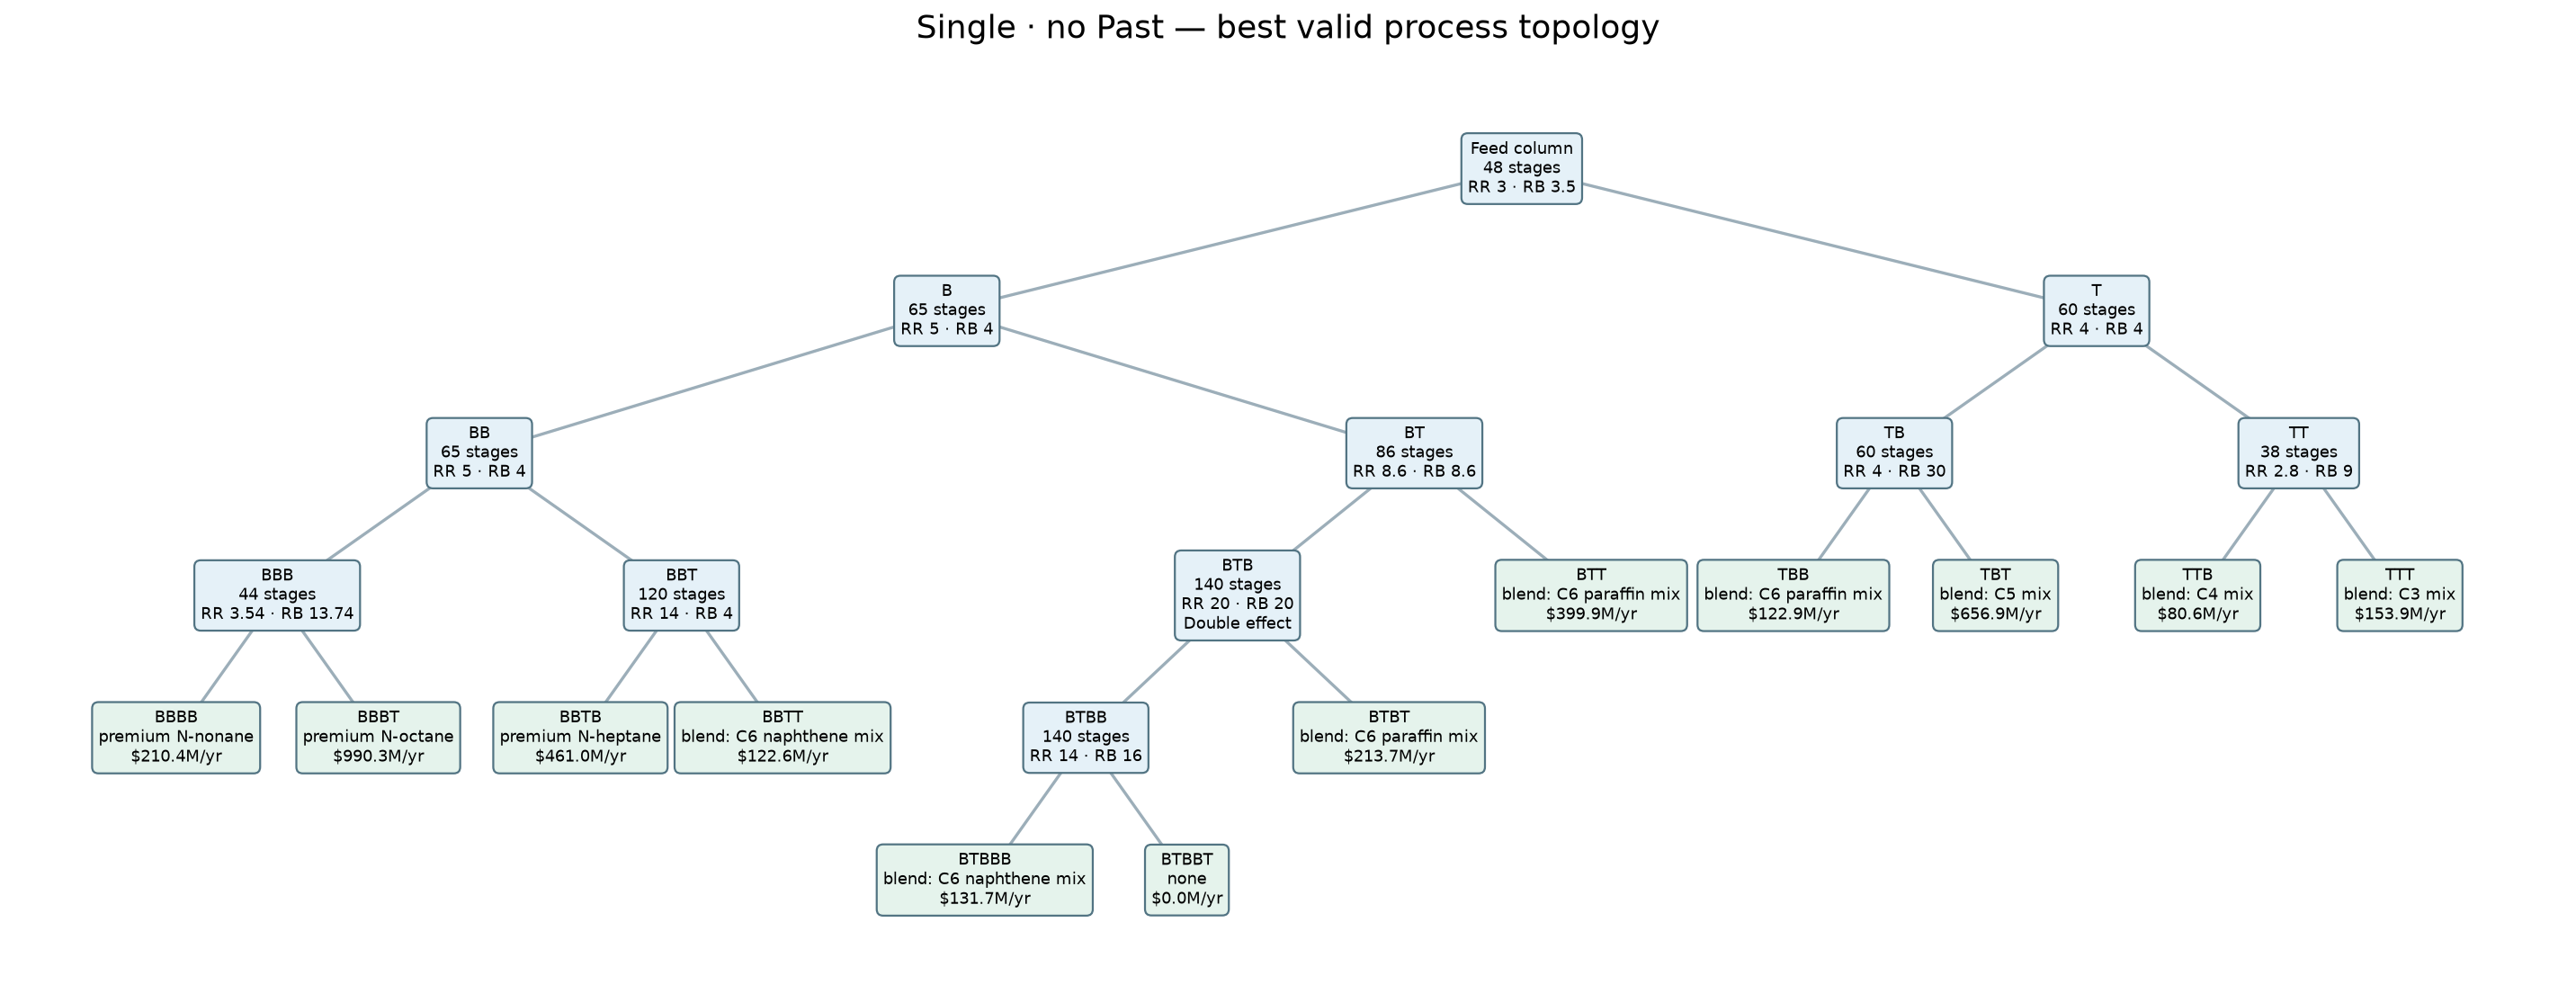 Single · no Past — best valid process topology
Feed column
48 stages
RR 3 · RB 3.5
B
65 stages
RR 5 · RB 4
T
60 stages
RR 4 · RB 4
BB
65 stages
RR 5 · RB 4
BT
86 stages
RR 8.6 · RB 8.6
TB
60 stages
RR 4 · RB 30
TT
38 stages
RR 2.8 · RB 9
BBB
44 stages
RR 3.54 · RB 13.74
BBT
120 stages
RR 14 · RB 4
BTB
140 stages
RR 20 · RB 20
Double effect
BTT
blend: C6 paraffin mix
$399.9M/yr
TBB
blend: C6 paraffin mix
$122.9M/yr
TBT
blend: C5 mix
$656.9M/yr
TTB
blend: C4 mix
$80.6M/yr
TTT
blend: C3 mix
$153.9M/yr
BBBB
premium N-nonane
$210.4M/yr
BBBT
premium N-octane
$990.3M/yr
BBTB
premium N-heptane
$461.0M/yr
BBTT
blend: C6 naphthene mix
$122.6M/yr
BTBB
140 stages
RR 14 · RB 16
BTBT
blend: C6 paraffin mix
$213.7M/yr
BTBBB
blend: C6 naphthene mix
$131.7M/yr
BTBBT
none
$0.0M/yr